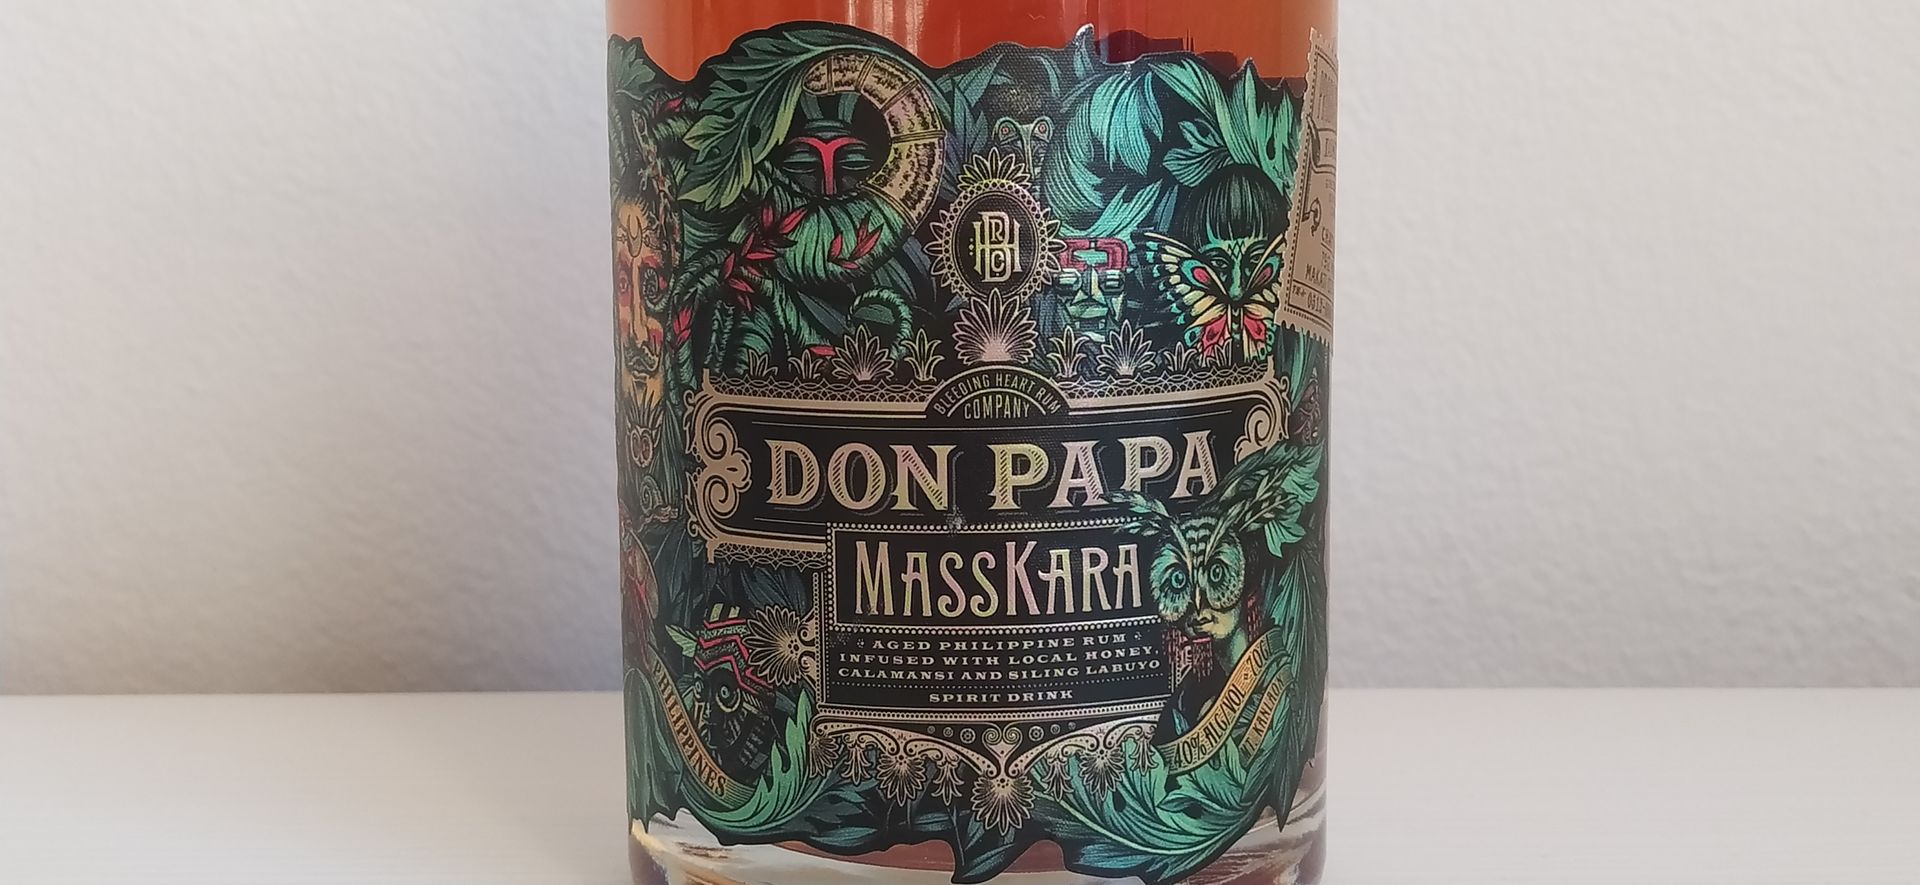 BLEEDING HEART RUM
COMPANY
DON PAPA
MASSKARA
AGED PHILIPPINE RUM
INFUSED WITH LOCAL HONEY,
CALAMANSI AND SILING LABUYO
SPIRIT DRINK
PHILIPPINES
40% ALC/VOL